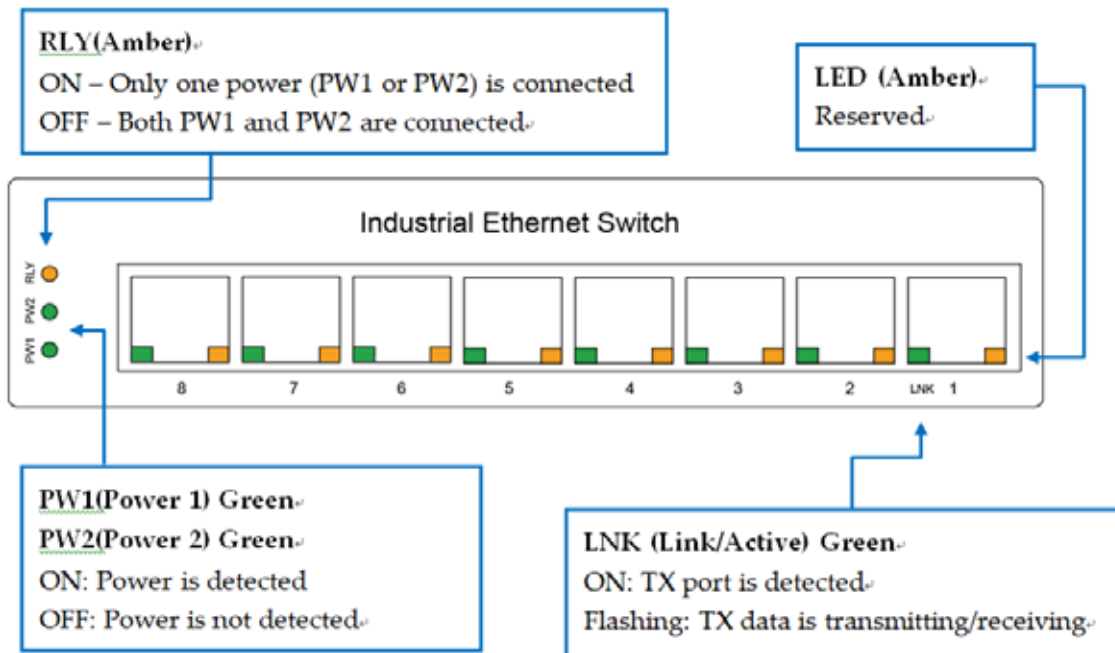 RLY(Amber)
ON – Only one power (PW1 or PW2) is connected
OFF – Both PW1 and PW2 are connected
LED (Amber)
Reserved
Industrial Ethernet Switch
RLY
PW2
PW1
8 7 6 5 4 3 2 LNK 1
PW1(Power 1) Green
PW2(Power 2) Green
ON: Power is detected
OFF: Power is not detected
LNK (Link/Active) Green
ON: TX port is detected
Flashing: TX data is transmitting/receiving